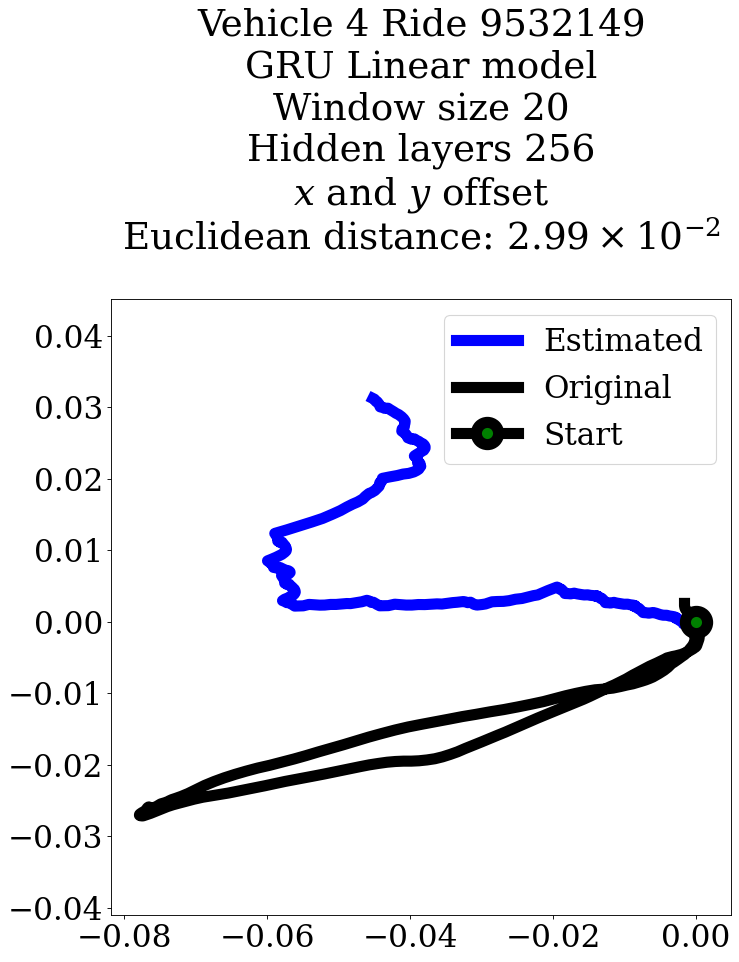 Vehicle 4 Ride 9532149
GRU Linear model
Window size 20
Hidden layers 256
x and y offset
Euclidean distance: 2.99 × 10⁻²
Estimated
Original
Start
0.04
0.03
0.02
0.01
0.00
−0.01
−0.02
−0.03
−0.04
−0.08 −0.06 −0.04 −0.02 0.00